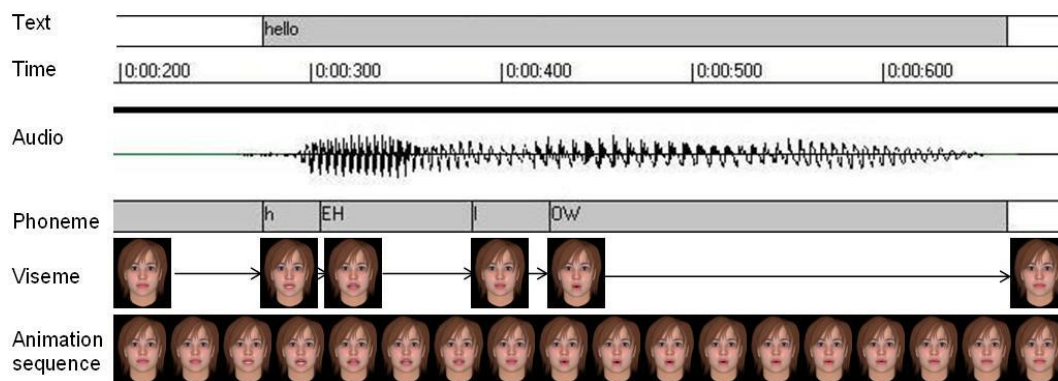 Text
hello
Time
|0:00:200 |0:00:300 |0:00:400 |0:00:500 |0:00:600
Audio
Phoneme
h EH l OW
Viseme
Animation
sequence